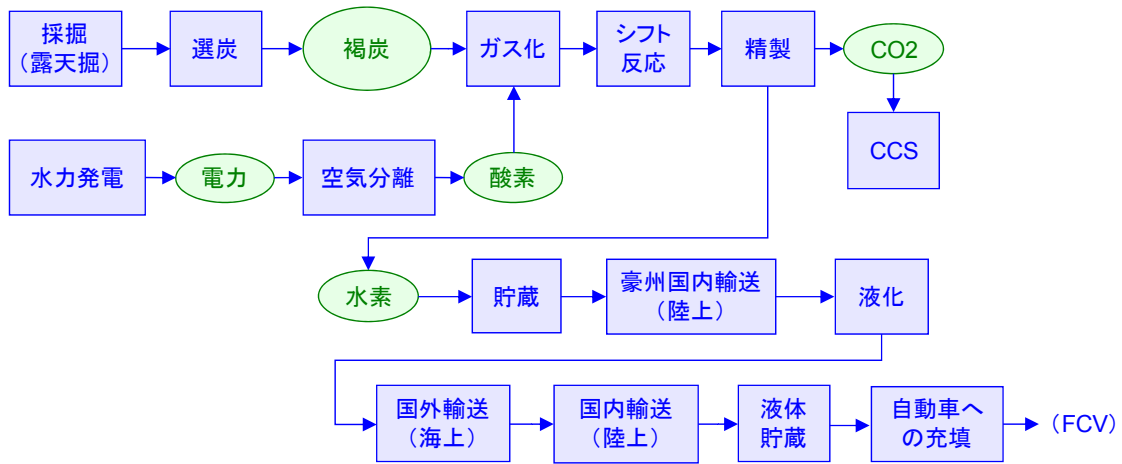 採掘
（露天掘）
選炭
褐炭
ガス化
シフト
反応
精製
CO2
CCS
水力発電
電力
空気分離
酸素
水素
貯蔵
豪州国内輸送
（陸上）
液化
国外輸送
（海上）
国内輸送
（陸上）
液体
貯蔵
自動車へ
の充填
（FCV）